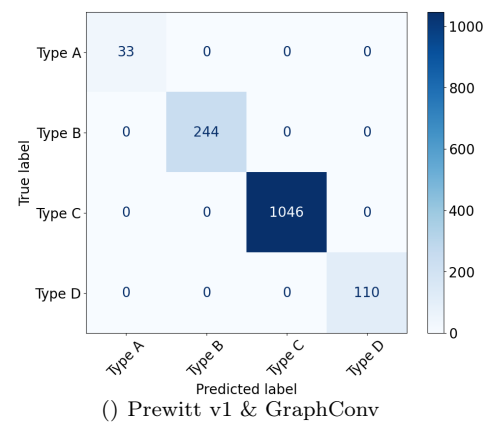 Type A 33 0 0 0
Type B 0 244 0 0
Type C 0 0 1046 0
Type D 0 0 0 110
True label
Type A Type B Type C Type D
Predicted label
1000
800
600
400
200
0
() Prewitt v1 & GraphConv